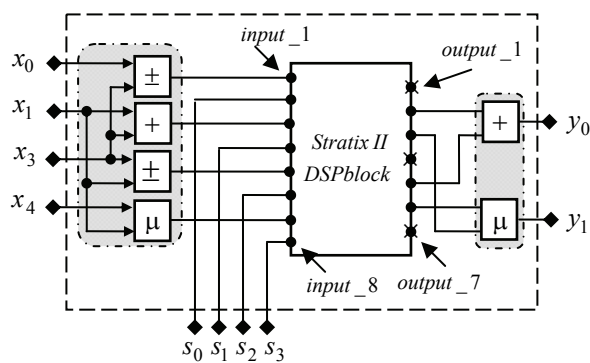 input_1
output_1
x0
±
x1
+
Stratix II
DSPblock
+
y0
x3
±
x4
μ
μ
y1
input_8
output_7
s0 s1 s2 s3